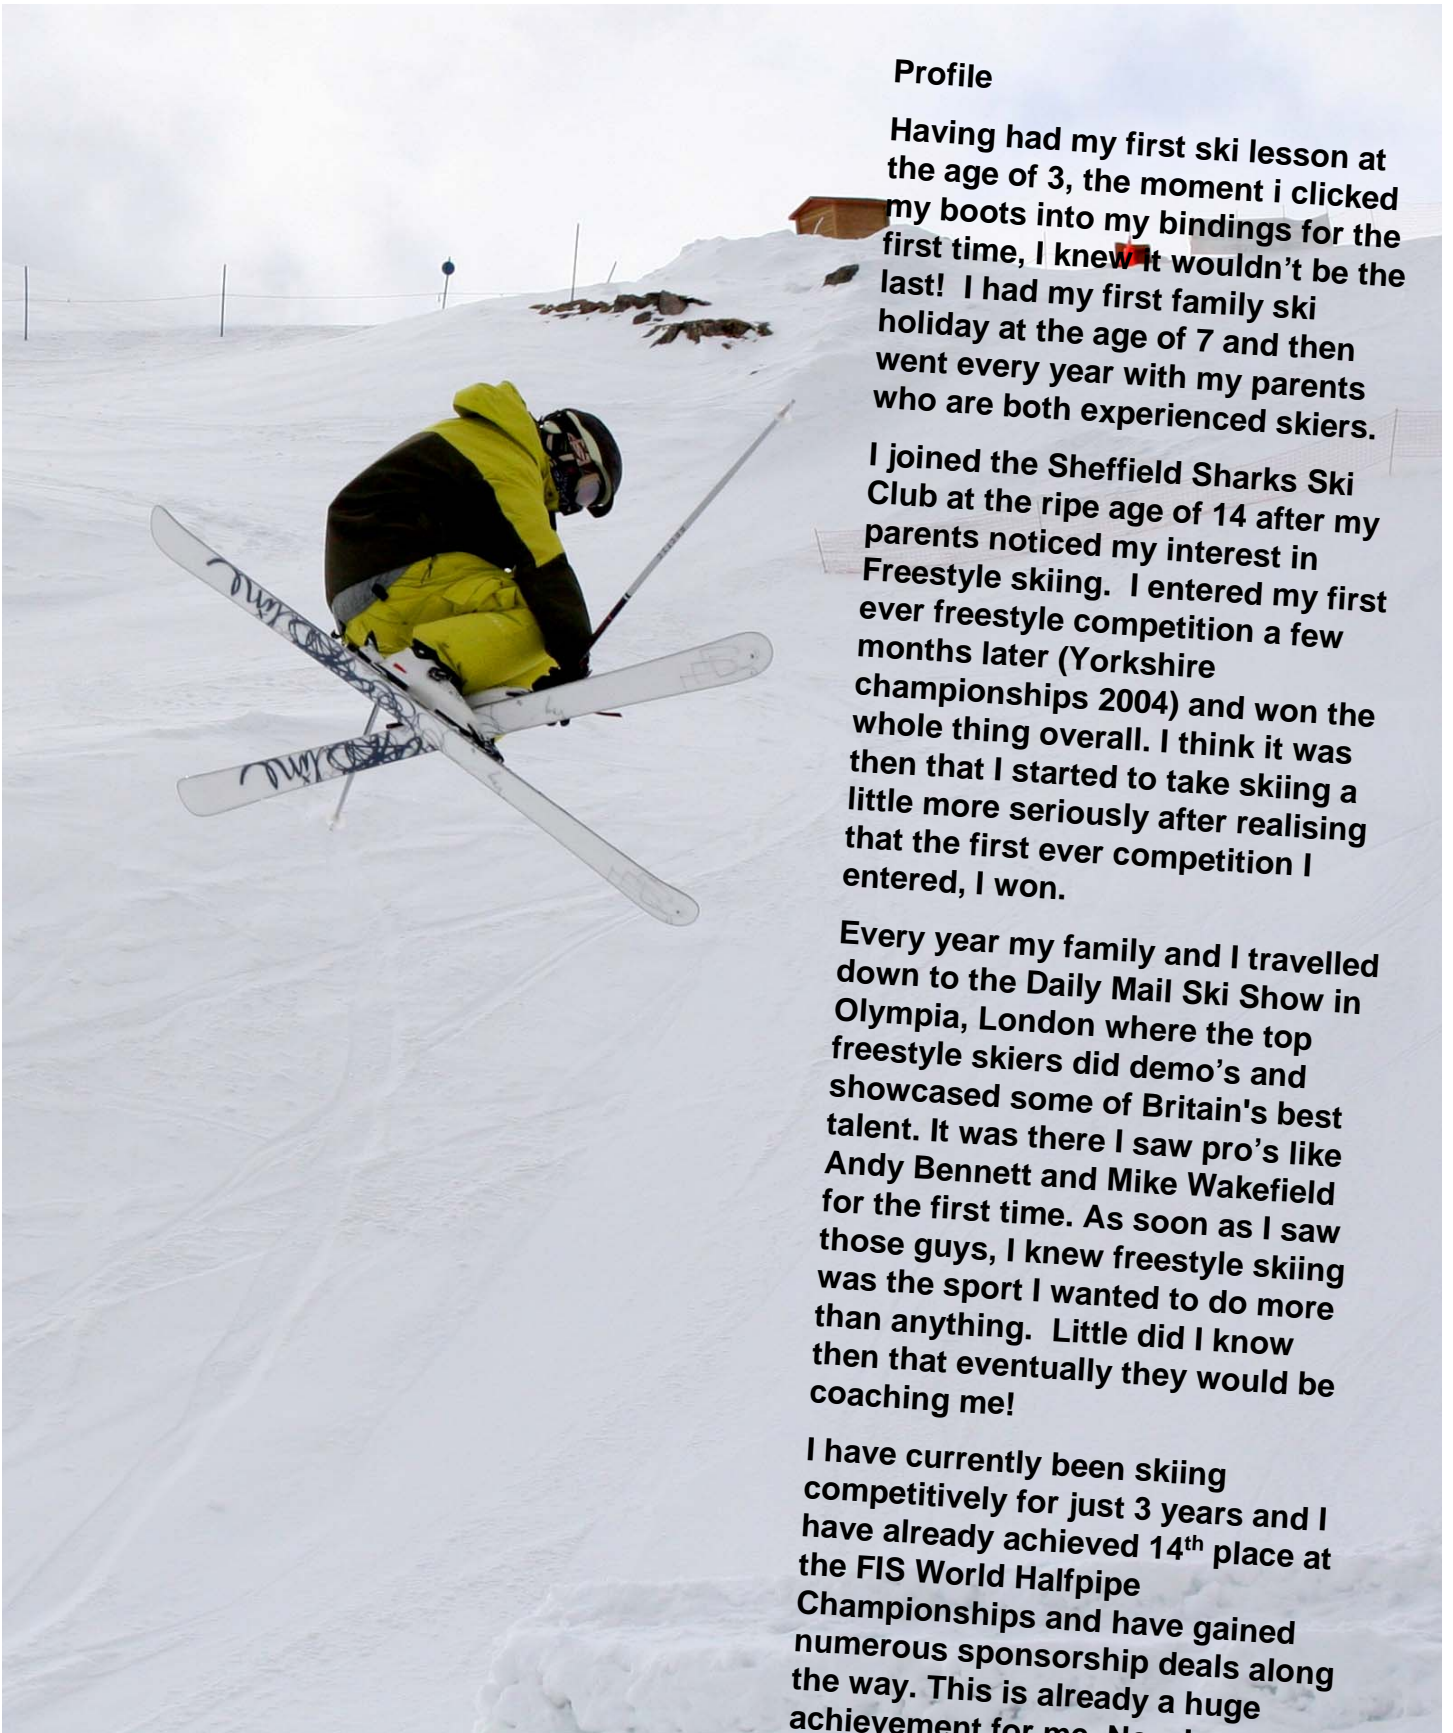 Profile
Having had my first ski lesson at
the age of 3, the moment i clicked
my boots into my bindings for the
first time, I knew it wouldn’t be the
last!  I had my first family ski
holiday at the age of 7 and then
went every year with my parents
who are both experienced skiers.
I joined the Sheffield Sharks Ski
Club at the ripe age of 14 after my
parents noticed my interest in
Freestyle skiing.  I entered my first
ever freestyle competition a few
months later (Yorkshire
championships 2004) and won the
whole thing overall. I think it was
then that I started to take skiing a
little more seriously after realising
that the first ever competition I
entered, I won.
Every year my family and I travelled
down to the Daily Mail Ski Show in
Olympia, London where the top
freestyle skiers did demo’s and
showcased some of Britain's best
talent. It was there I saw pro’s like
Andy Bennett and Mike Wakefield
for the first time. As soon as I saw
those guys, I knew freestyle skiing
was the sport I wanted to do more
than anything.  Little did I know
then that eventually they would be
coaching me!
I have currently been skiing
competitively for just 3 years and I
have already achieved 14th place at
the FIS World Halfpipe
Championships and have gained
numerous sponsorship deals along
the way. This is already a huge
achievement for me.
line
line